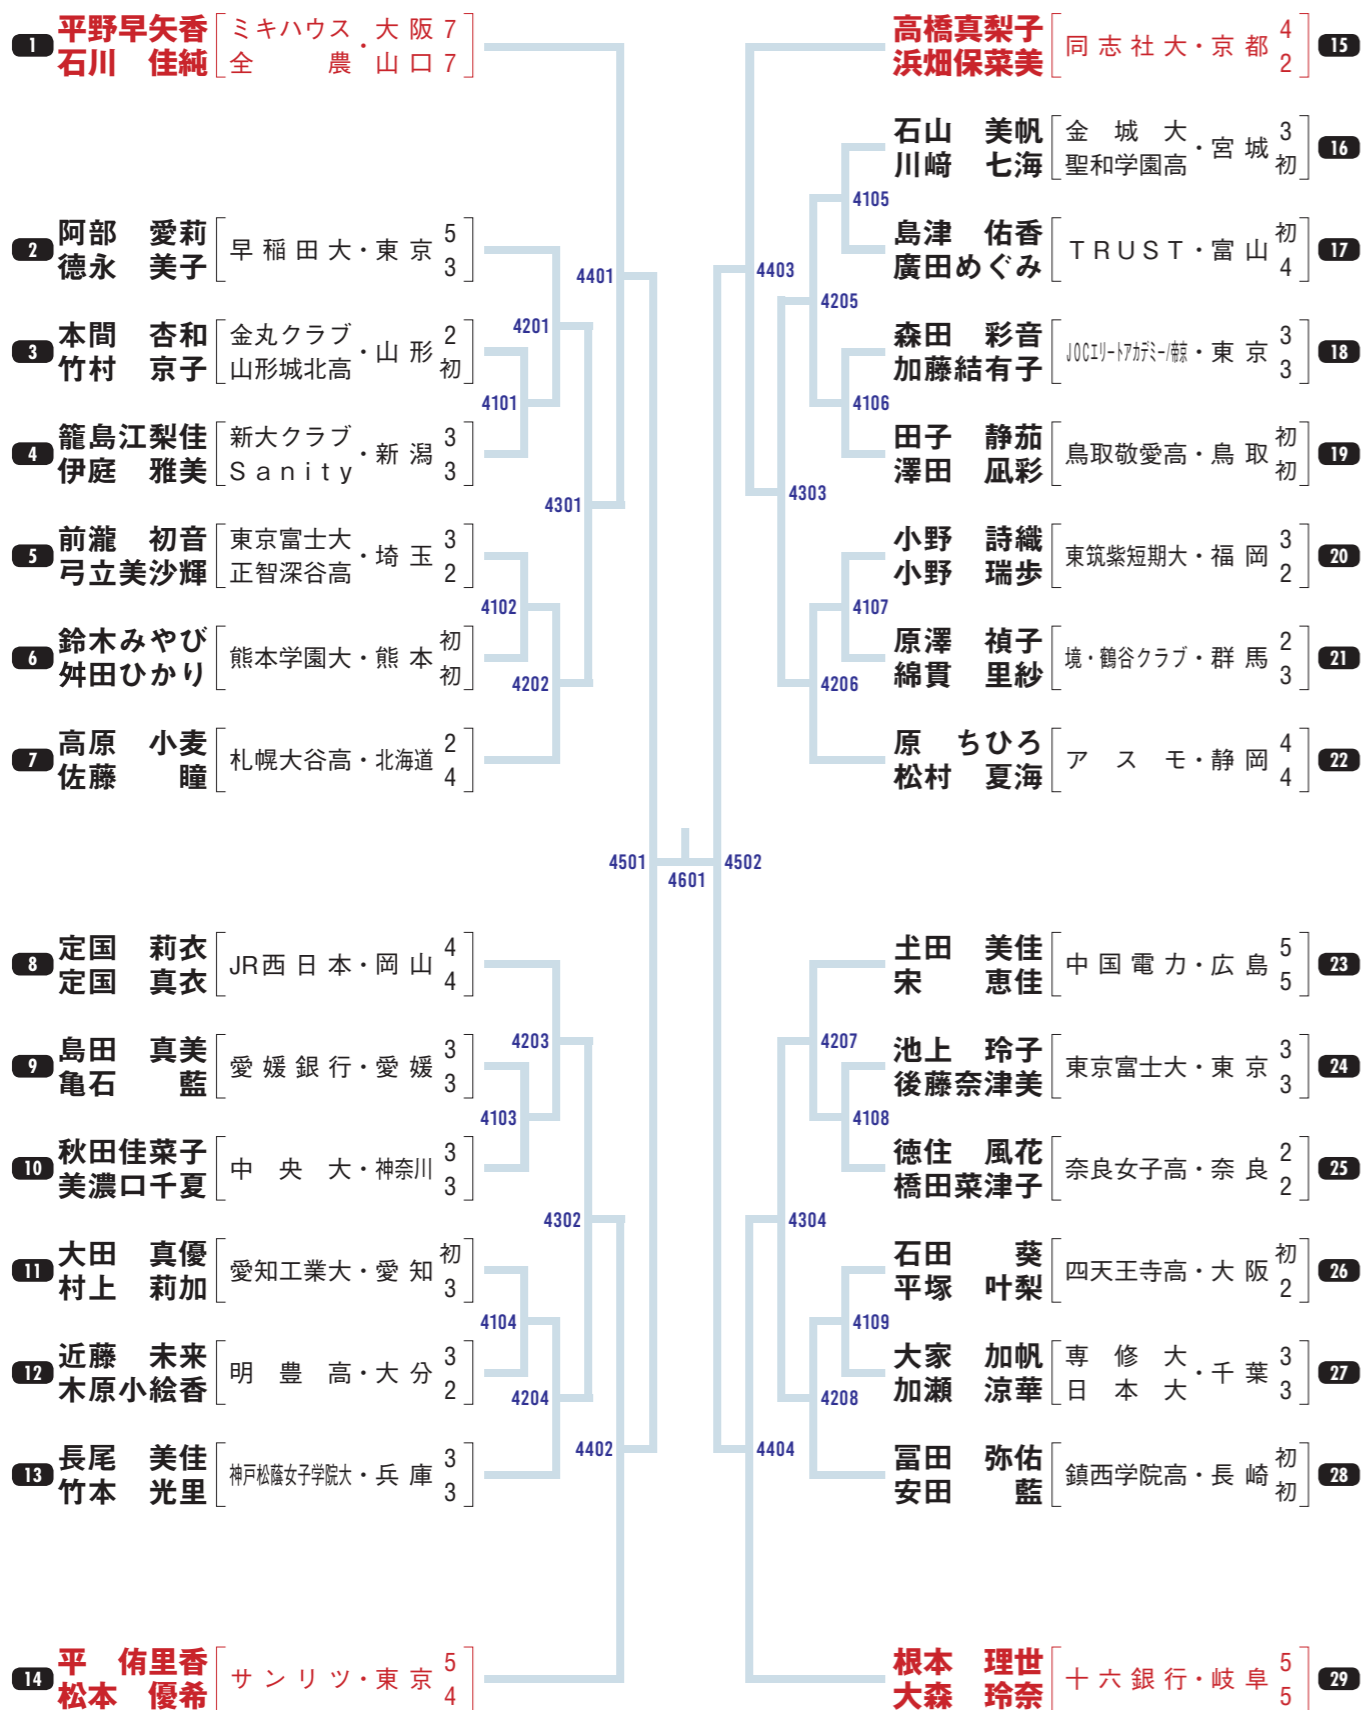 1 平野早矢香 ミキハウス・大阪 7
石川 佳純 全農 山口 7
2 阿部 愛莉 早稲田大・東京 5
徳永 美子 3
3 本間 杏和 金丸クラブ・山形 2
竹村 京子 山形城北高 初
4 籠島江梨佳 新大クラブ・新潟 3
伊庭 雅美 Sanity 3
5 前瀧 初音 東京富士大・埼玉 3
弓立美沙輝 正智深谷高 2
6 鈴木みやび 熊本学園大・熊本 初
舛田ひかり 初
7 高原 小麦 札幌大谷高・北海道 2
佐藤 瞳 4
8 定国 莉衣 JR西日本・岡山 4
定国 真衣 4
9 島田 真美 愛媛銀行・愛媛 3
亀石 藍 3
10 秋田佳菜子 中央大・神奈川 3
美濃口千夏 3
11 大田 真優 愛知工業大・愛知 初
村上 莉加 3
12 近藤 未来 明豊高・大分 3
木原小絵香 2
13 長尾 美佳 神戸松蔭女子学院大・兵庫 3
竹本 光里 3
14 平 侑里香 サンリツ・東京 5
松本 優希 4
4401
4201
4101
4301
4102
4202
4501
4203
4103
4302
4104
4204
4402
4601
4403
4105
4205
4106
4303
4107
4206
4502
4207
4108
4304
4109
4208
4404
高橋真梨子 同志社大・京都 4 15
浜畑保菜美 2
石山 美帆 金城大・宮城 3 16
川﨑 七海 聖和学園高 初
島津 佑香 TRUST・富山 初 17
廣田めぐみ 4
森田 彩音 JOCエリートアカデミー/帝京・東京 3 18
加藤結有子 3
田子 静茄 鳥取敬愛高・鳥取 初 19
澤田 凪彩 初
小野 詩織 東筑紫短期大・福岡 3 20
小野 瑞歩 2
原澤 禎子 境・鶴谷クラブ・群馬 2 21
綿貫 里紗 3
原 ちひろ アスモ・静岡 4 22
松村 夏海 4
土田 美佳 中国電力・広島 5 23
宋 恵佳 5
池上 玲子 東京富士大・東京 3 24
後藤奈津美 3
徳住 風花 奈良女子高・奈良 2 25
橋田菜津子 2
石田 葵 四天王寺高・大阪 初 26
平塚 叶梨 2
大家 加帆 専修大・千葉 3 27
加瀬 涼華 日本大 3
冨田 弥佑 鎮西学院高・長崎 初 28
安田 藍 初
根本 理世 十六銀行・岐阜 5 29
大森 玲奈 5